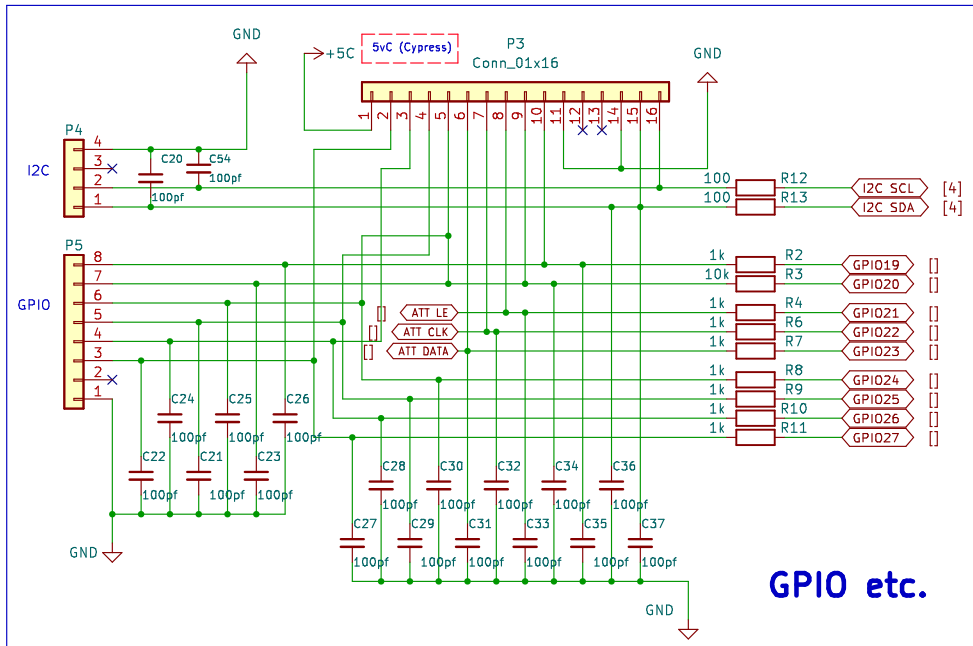 GND
+5C
5vC (Cypress)
P3
Conn_01x16
GND
1 2 3 4 5 6 7 8 9 10 11 12 13 14 15 16
P4
I2C
4
3
2
1
C20
100pf
C54
100pf
100 R12 I2C SCL [4]
100 R13 I2C SDA [4]
P5
GPIO
8
7
6
5
4
3
2
1
1k R2 GPIO19 []
10k R3 GPIO20 []
[] ATT LE 1k R4 GPIO21 []
[] ATT CLK 1k R6 GPIO22 []
[] ATT DATA 1k R7 GPIO23 []
1k R8 GPIO24 []
1k R9 GPIO25 []
1k R10 GPIO26 []
1k R11 GPIO27 []
C24 C25 C26
100pf 100pf 100pf
C22 C21 C23
100pf 100pf 100pf
C28 C30 C32 C34 C36
100pf 100pf 100pf 100pf 100pf
C27 C29 C31 C33 C35 C37
100pf 100pf 100pf 100pf 100pf 100pf
GND
GND
GPIO etc.